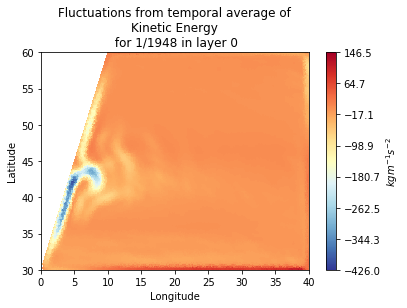 Fluctuations from temporal average of
Kinetic Energy
for 1/1948 in layer 0
60
55
50
45
40
35
30
Latitude
0 5 10 15 20 25 30 35 40
Longitude
146.5
64.7
−17.1
−98.9
−180.7
−262.5
−344.3
−426.0
kgm⁻¹s⁻²